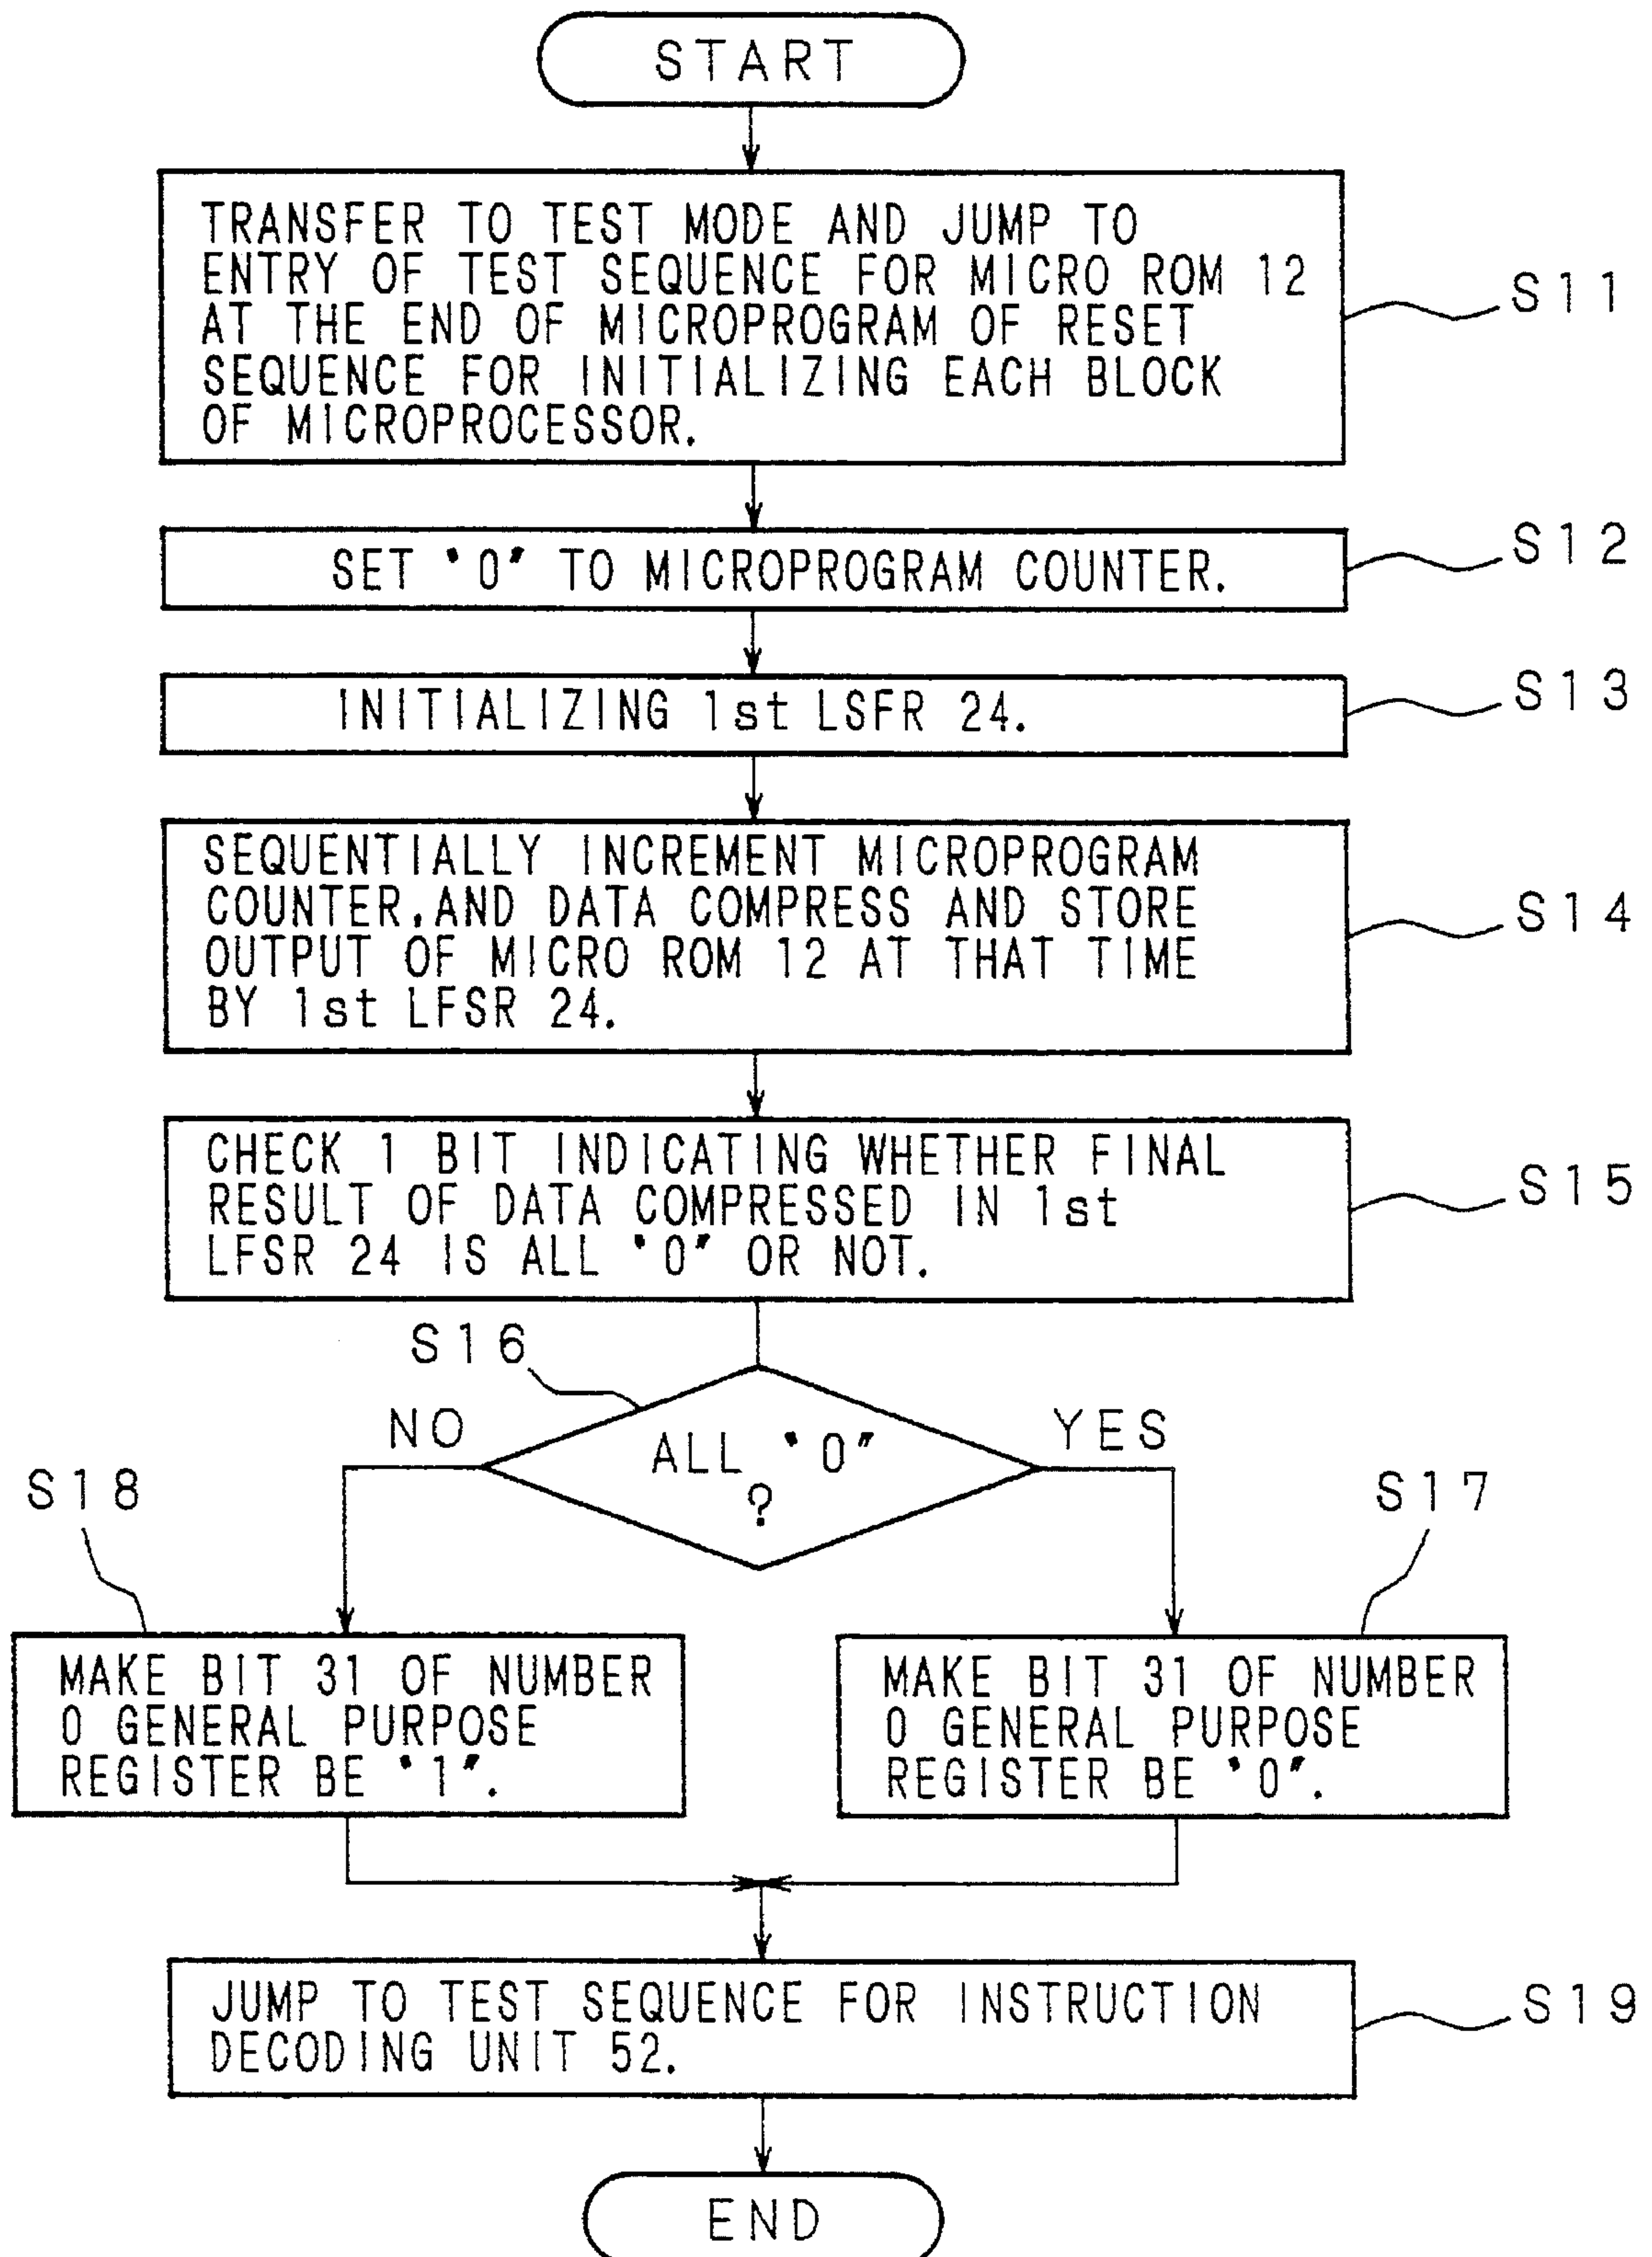 START
TRANSFER TO TEST MODE AND JUMP TO
ENTRY OF TEST SEQUENCE FOR MICRO ROM 12
AT THE END OF MICROPROGRAM OF RESET
SEQUENCE FOR INITIALIZING EACH BLOCK
OF MICROPROCESSOR.
S11
SET "0" TO MICROPROGRAM COUNTER.
S12
INITIALIZING 1st LSFR 24.
S13
SEQUENTIALLY INCREMENT MICROPROGRAM
COUNTER,AND DATA COMPRESS AND STORE
OUTPUT OF MICRO ROM 12 AT THAT TIME
BY 1st LFSR 24.
S14
CHECK 1 BIT INDICATING WHETHER FINAL
RESULT OF DATA COMPRESSED IN 1st
LFSR 24 IS ALL "0" OR NOT.
S15
S16
NO
ALL "0"
?
YES
S18
S17
MAKE BIT 31 OF NUMBER
0 GENERAL PURPOSE
REGISTER BE "1".
MAKE BIT 31 OF NUMBER
0 GENERAL PURPOSE
REGISTER BE "0".
JUMP TO TEST SEQUENCE FOR INSTRUCTION
DECODING UNIT 52.
S19
END